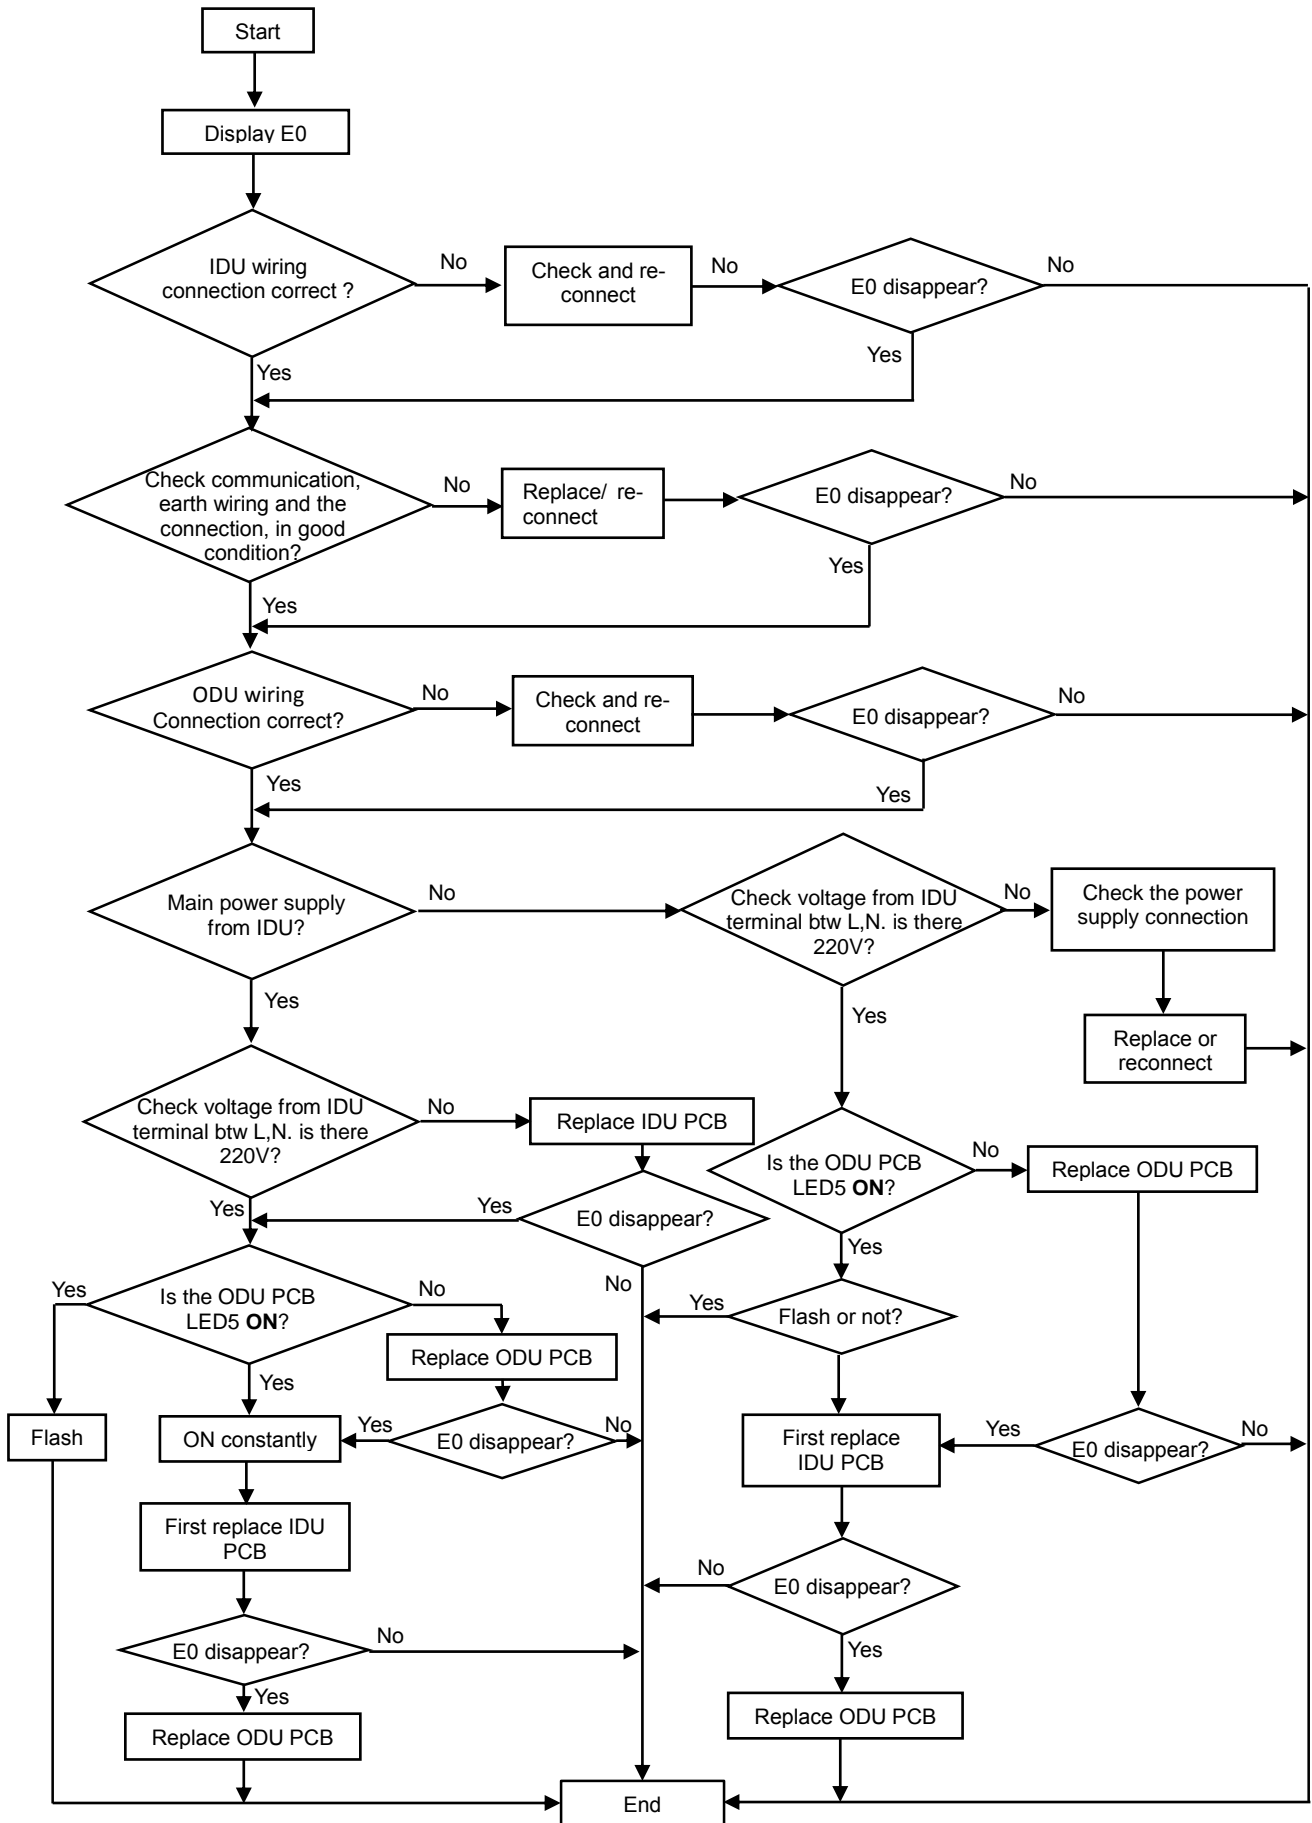 Start
Display E0
IDU wiring
connection correct ?
No
Check and re-
connect
No
E0 disappear?
No
Yes
Yes
Check communication,
earth wiring and the
connection, in good
condition?
No
Replace/ re-
connect
E0 disappear?
No
Yes
Yes
ODU wiring
Connection correct?
No
Check and re-
connect
E0 disappear?
No
Yes
Yes
Main power supply
from IDU?
No
Check voltage from IDU
terminal btw L,N. is there
220V?
No
Check the power
supply connection
Yes
Yes
Replace or
reconnect
Check voltage from IDU
terminal btw L,N. is there
220V?
No
Replace IDU PCB
Is the ODU PCB
LED5 ON?
No
Replace ODU PCB
Yes
Yes
E0 disappear?
Yes
No
Yes
Is the ODU PCB
LED5 ON?
No
Yes
Flash or not?
Replace ODU PCB
Yes
Flash
ON constantly
Yes
E0 disappear?
No
First replace
IDU PCB
Yes
E0 disappear?
No
First replace IDU
PCB
No
E0 disappear?
E0 disappear?
No
Yes
Yes
Replace ODU PCB
Replace ODU PCB
End